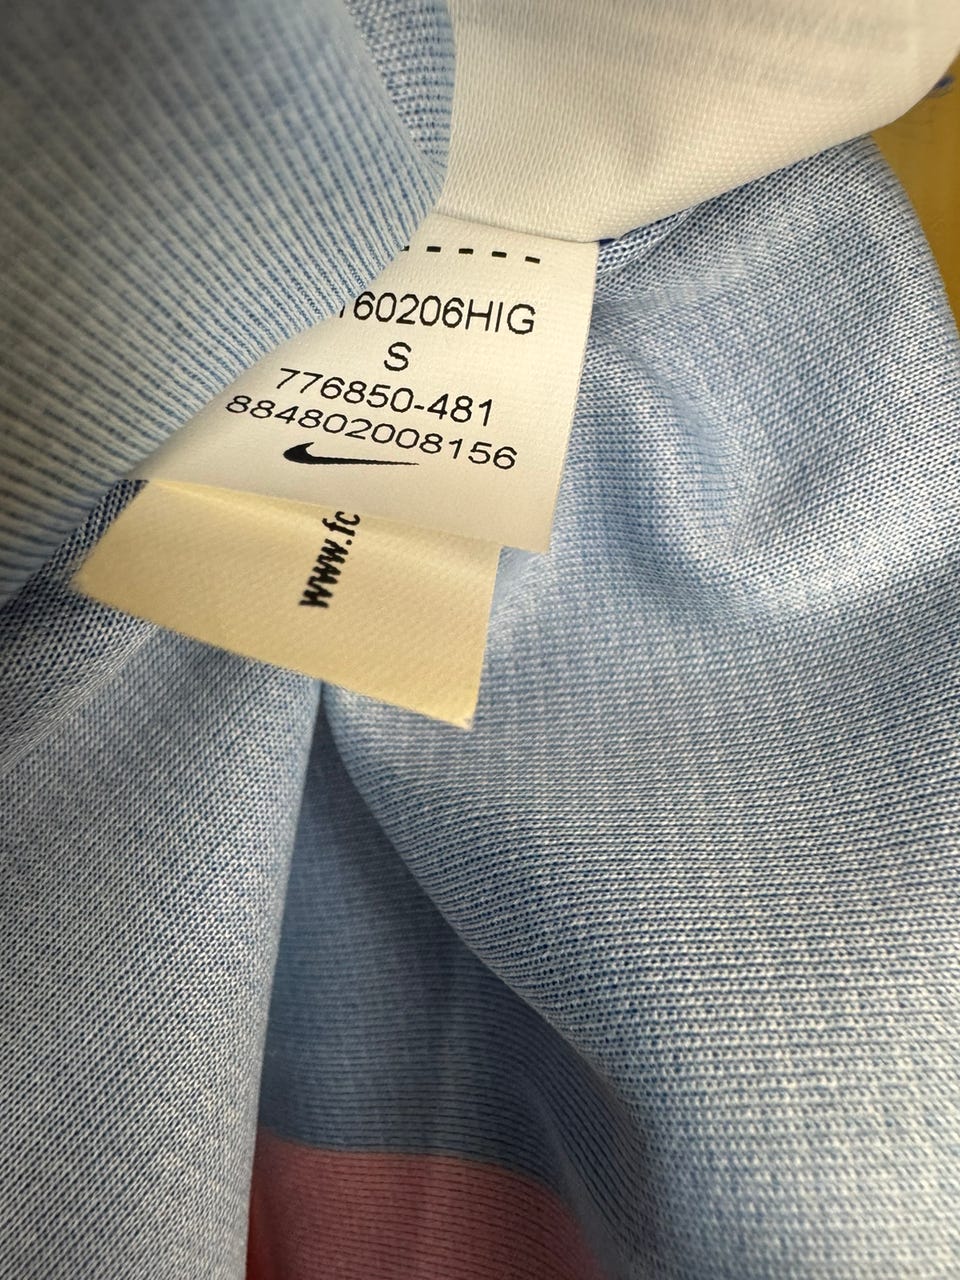 -----
160206HIG
S
776850-481
884802008156
www.fc